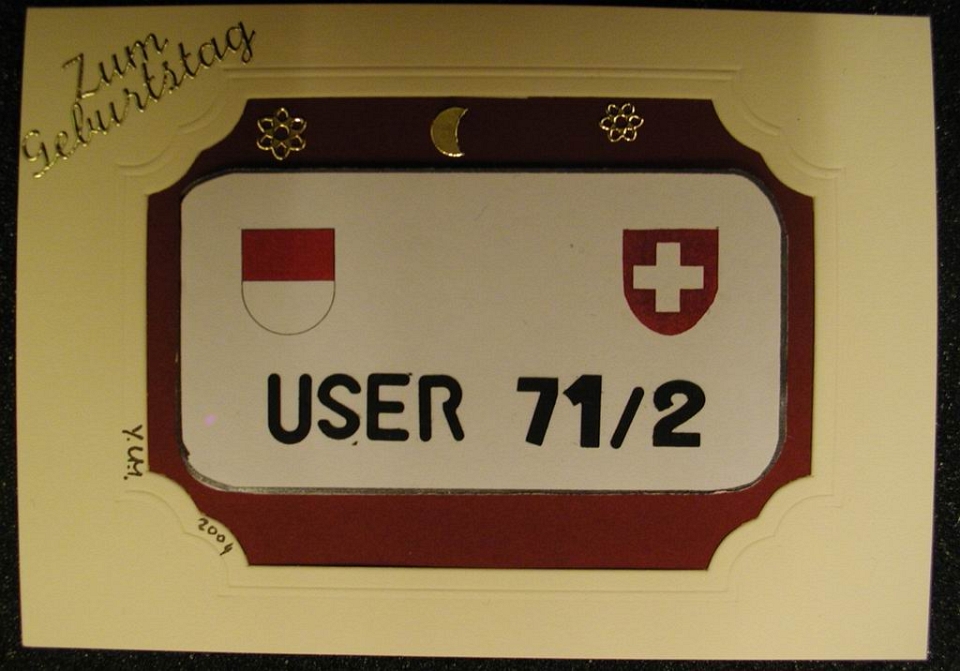 Zum
Geburtstag
USER 71/2
Y.U.M.
2004